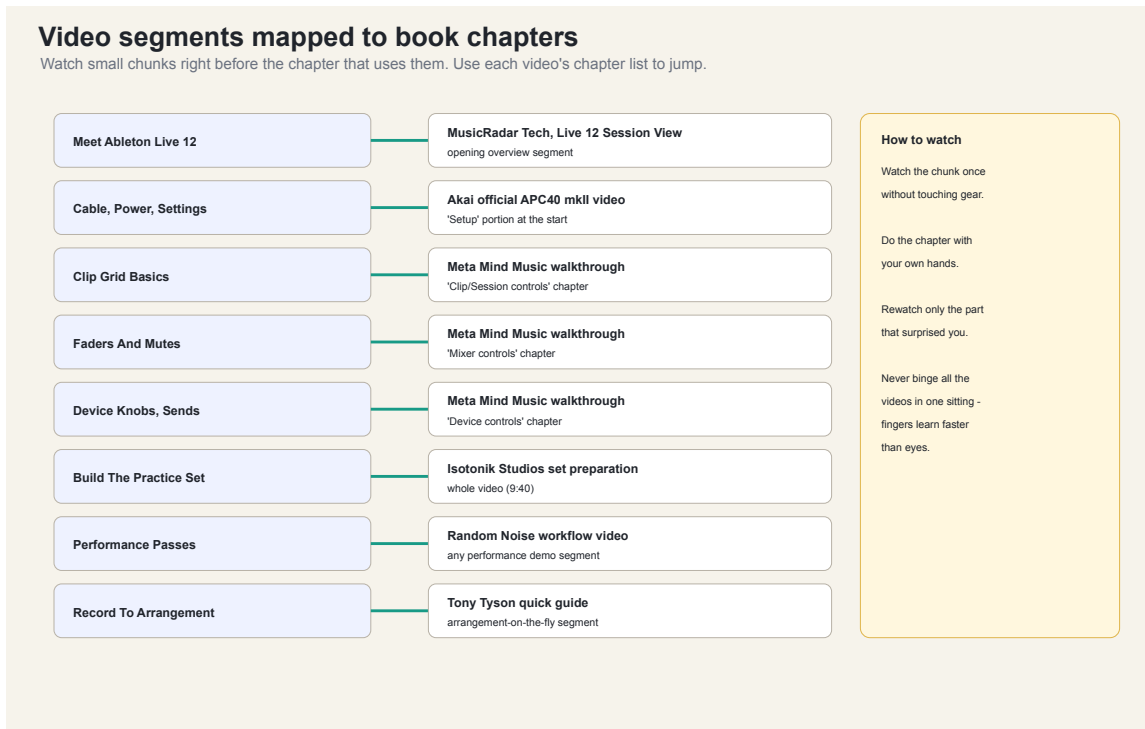 Video segments mapped to book chapters
Watch small chunks right before the chapter that uses them. Use each video's chapter list to jump.
Meet Ableton Live 12
MusicRadar Tech, Live 12 Session View
opening overview segment
Cable, Power, Settings
Akai official APC40 mkII video
'Setup' portion at the start
Clip Grid Basics
Meta Mind Music walkthrough
'Clip/Session controls' chapter
Faders And Mutes
Meta Mind Music walkthrough
'Mixer controls' chapter
Device Knobs, Sends
Meta Mind Music walkthrough
'Device controls' chapter
Build The Practice Set
Isotonik Studios set preparation
whole video (9:40)
Performance Passes
Random Noise workflow video
any performance demo segment
Record To Arrangement
Tony Tyson quick guide
arrangement-on-the-fly segment
How to watch
Watch the chunk once
without touching gear.
Do the chapter with
your own hands.
Rewatch only the part
that surprised you.
Never binge all the
videos in one sitting -
fingers learn faster
than eyes.